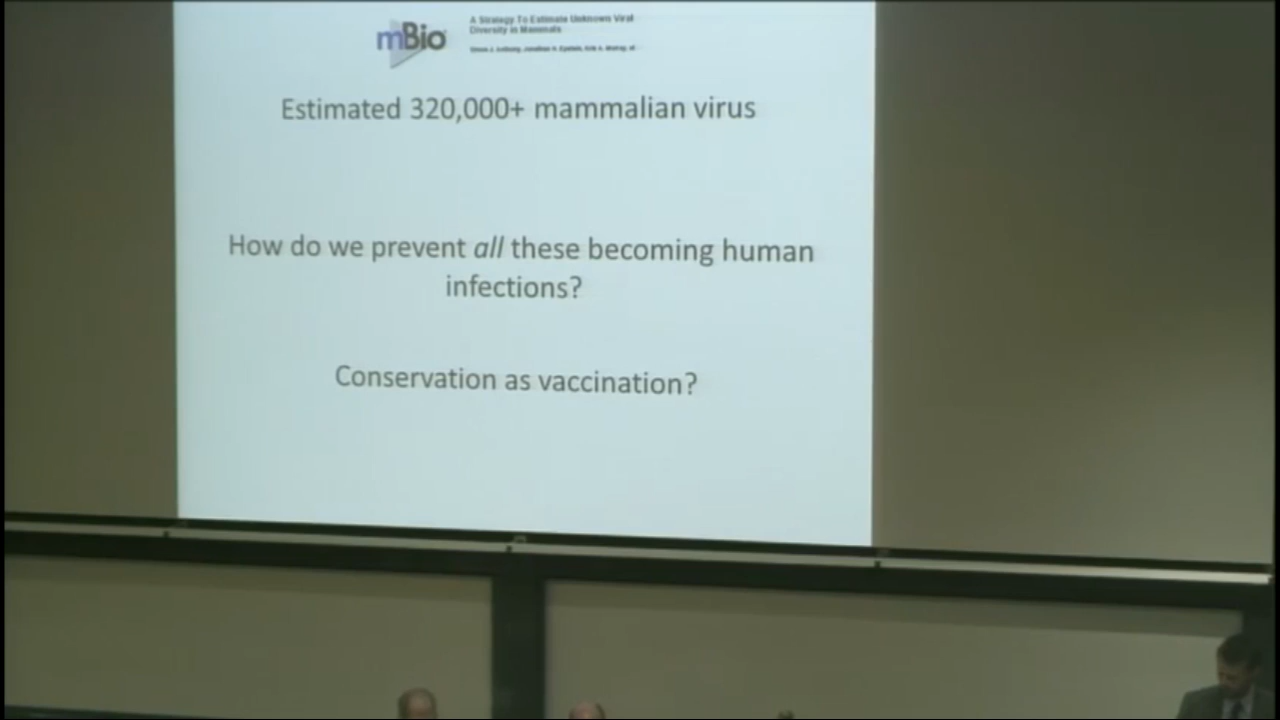 mBio
A Strategy To Estimate Unknown Viral
Diversity in Mammals
Estimated 320,000+ mammalian virus
How do we prevent all these becoming human
infections?
Conservation as vaccination?